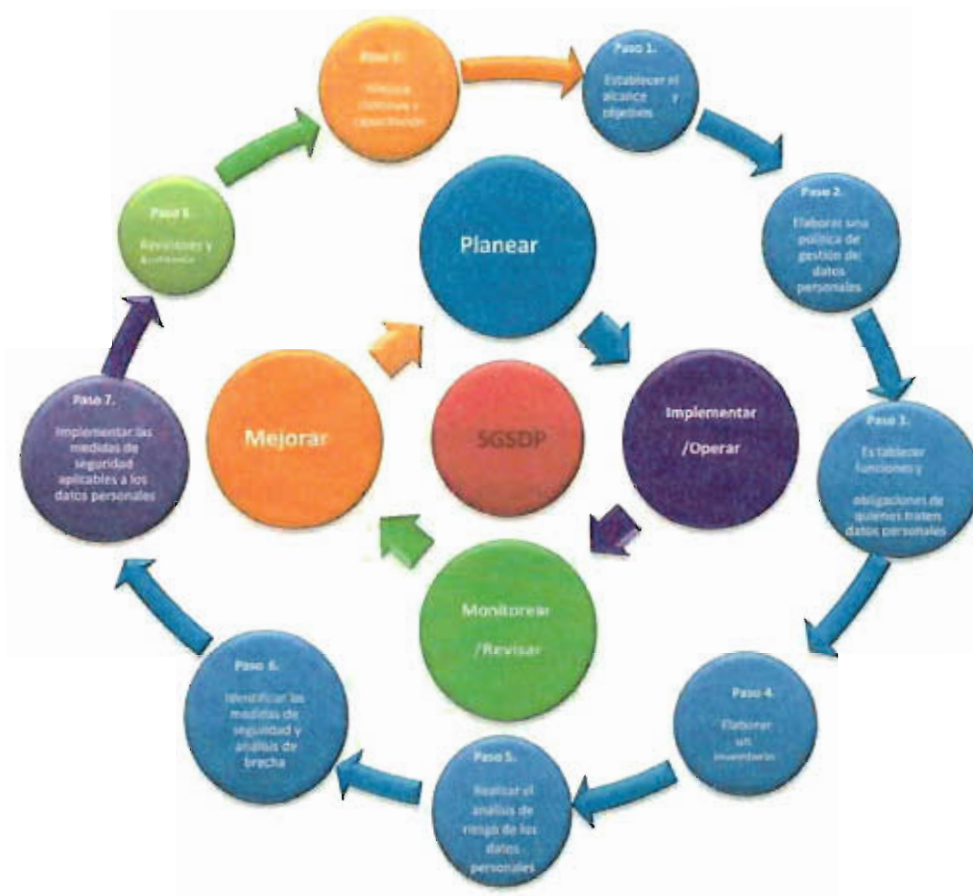 Paso 1.
Establecer el
alcance y
objetivos
Paso 2.
Elaborar una
política de
gestión de
datos
personales
Paso 3.
Es tablecer
funciones y
obligaciones de
quienes traten
datos personales
Paso 4.
Elaborar
un
inventario
Paso 5.
Realizar el
análisis de
riesgo de los
datos
personales
Paso 6.
Identificar las
medidas de
seguridad y
análisis de
brecha
Paso 7.
Implementar las
medidas de
seguridad
aplicables a los
datos personales
Paso 8.
Revisiones y
Paso
continua y
capacitación
Planear
Implementar
/Operar
Monitorear
/Revisar
Mejorar
SGSDP